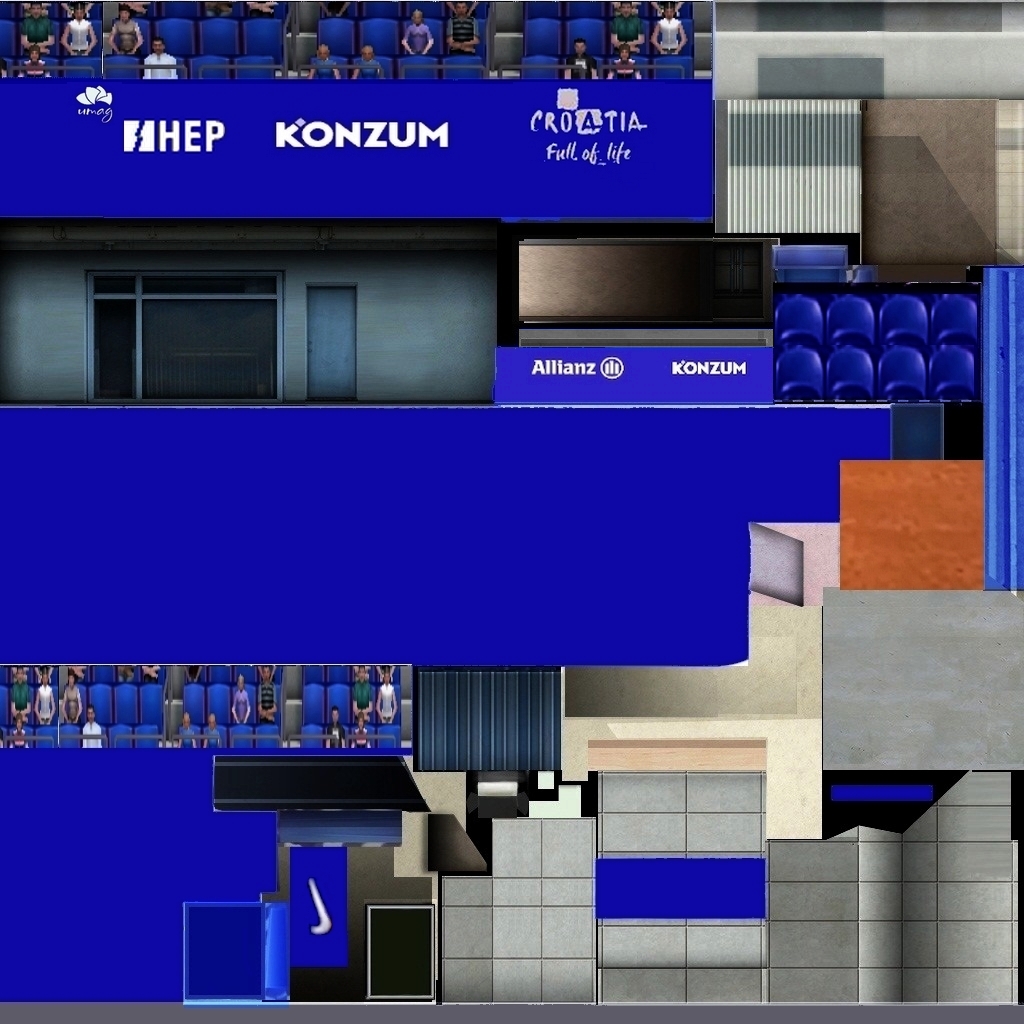 umag
HEP
KONZUM
CROATIA
Full of life
Allianz
KONZUM